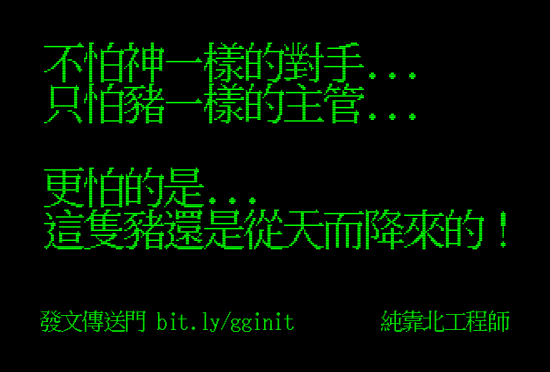 不怕神一樣的對手...
只怕豬一樣的主管...
更怕的是...
這隻豬還是從天而降來的！
發文傳送門 bit.ly/gginit 純靠北工程師